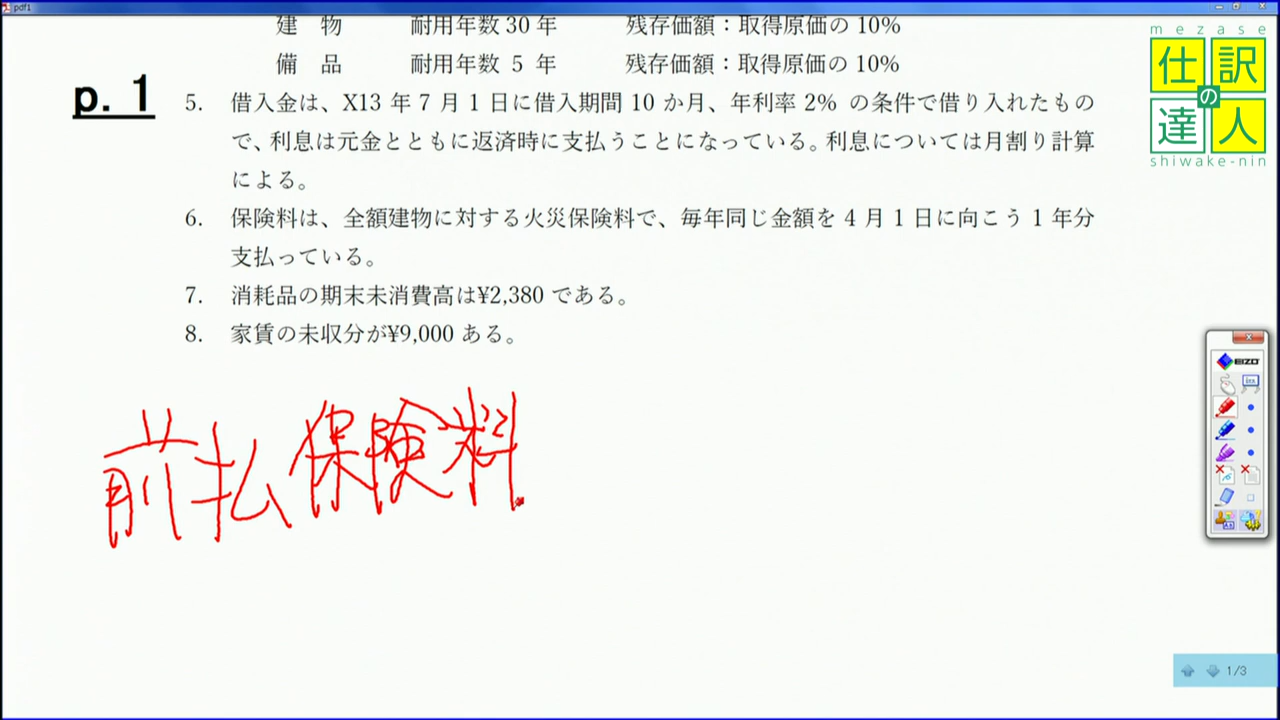 pdf1
建 物 耐用年数 30 年 残存価額：取得原価の 10%
備 品 耐用年数 5 年 残存価額：取得原価の 10%
p. 1
5. 借入金は、X13 年 7 月 1 日に借入期間 10 か月、年利率 2% の条件で借り入れたもの
で、利息は元金とともに返済時に支払うことになっている。利息については月割り計算
による。
6. 保険料は、全額建物に対する火災保険料で、毎年同じ金額を 4 月 1 日に向こう 1 年分
支払っている。
7. 消耗品の期末未消費高は¥2,380 である。
8. 家賃の未収分が¥9,000 ある。
前払保険料
mezase
仕訳の達人
shiwake-nin
EIZO
1/3